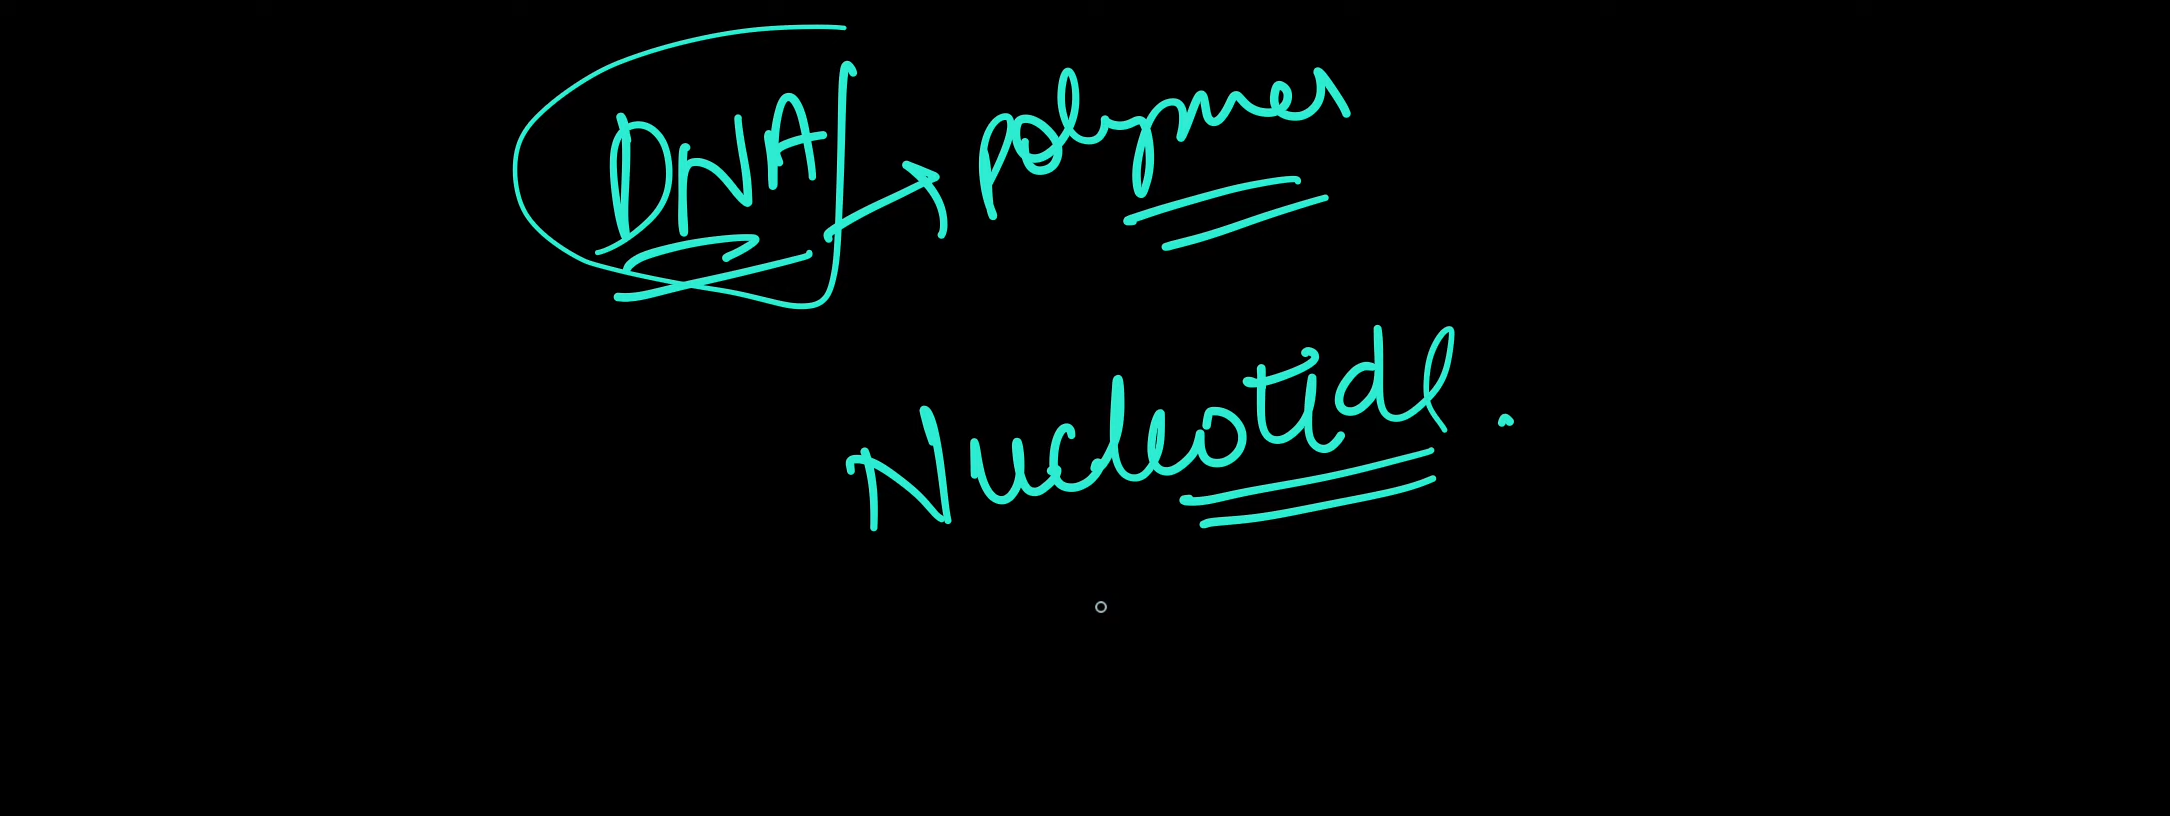 DNA → polymer
Nucleotide.